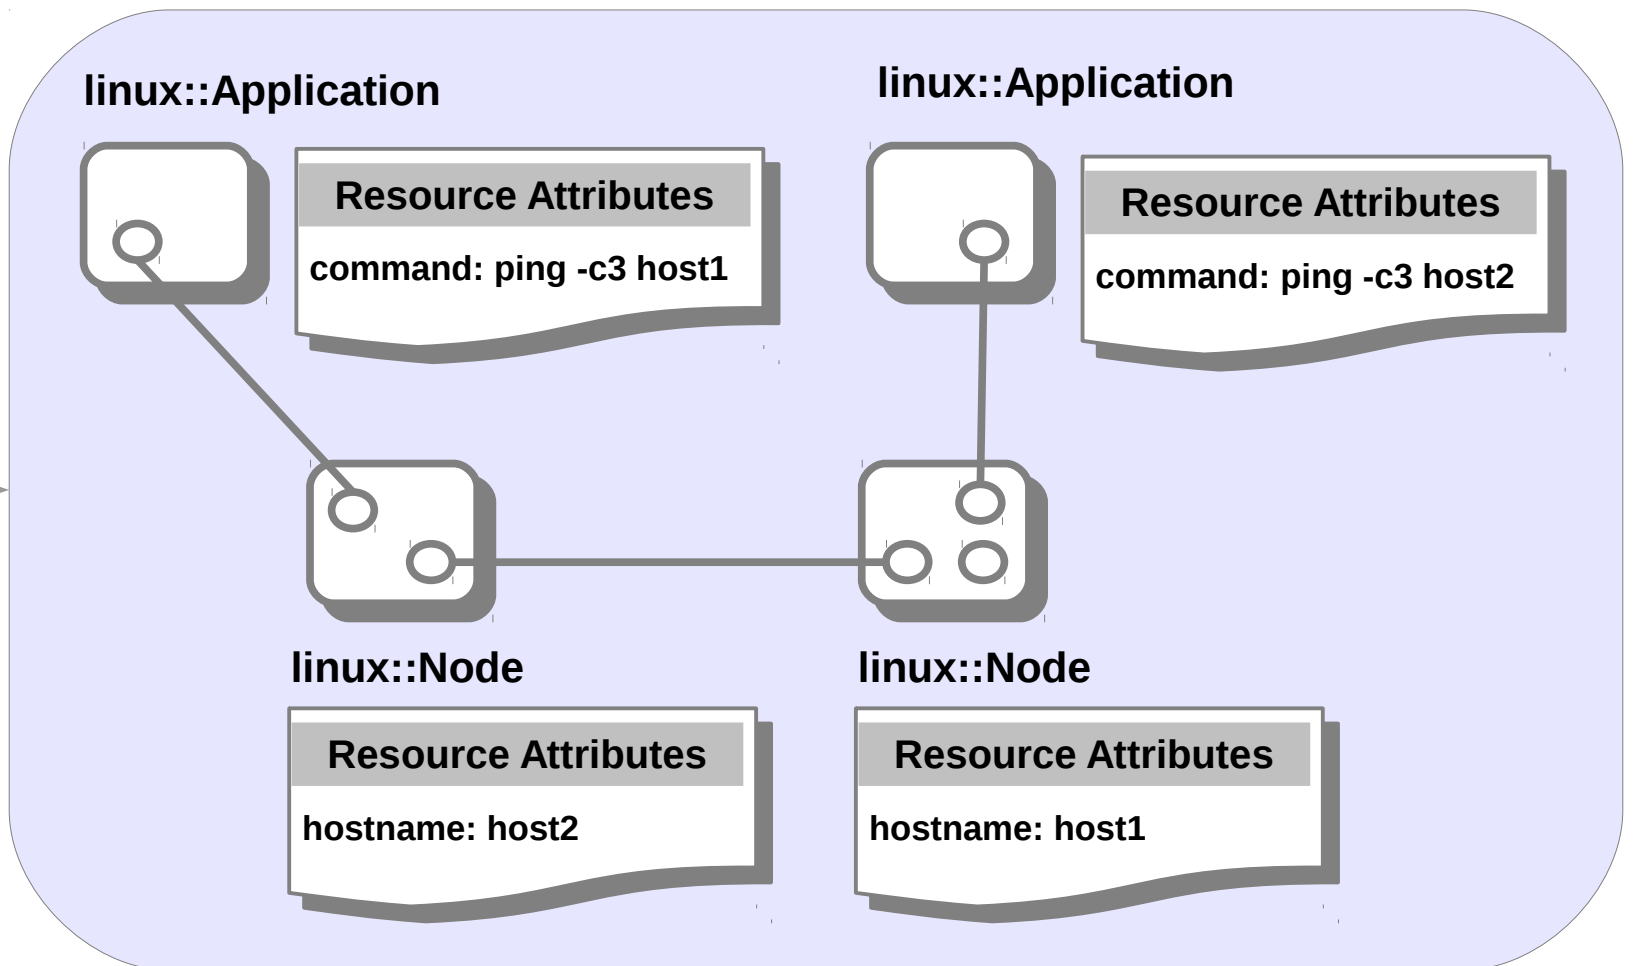 linux::Application
linux::Application
Resource Attributes
command: ping -c3 host1
Resource Attributes
command: ping -c3 host2
linux::Node
linux::Node
Resource Attributes
hostname: host2
Resource Attributes
hostname: host1